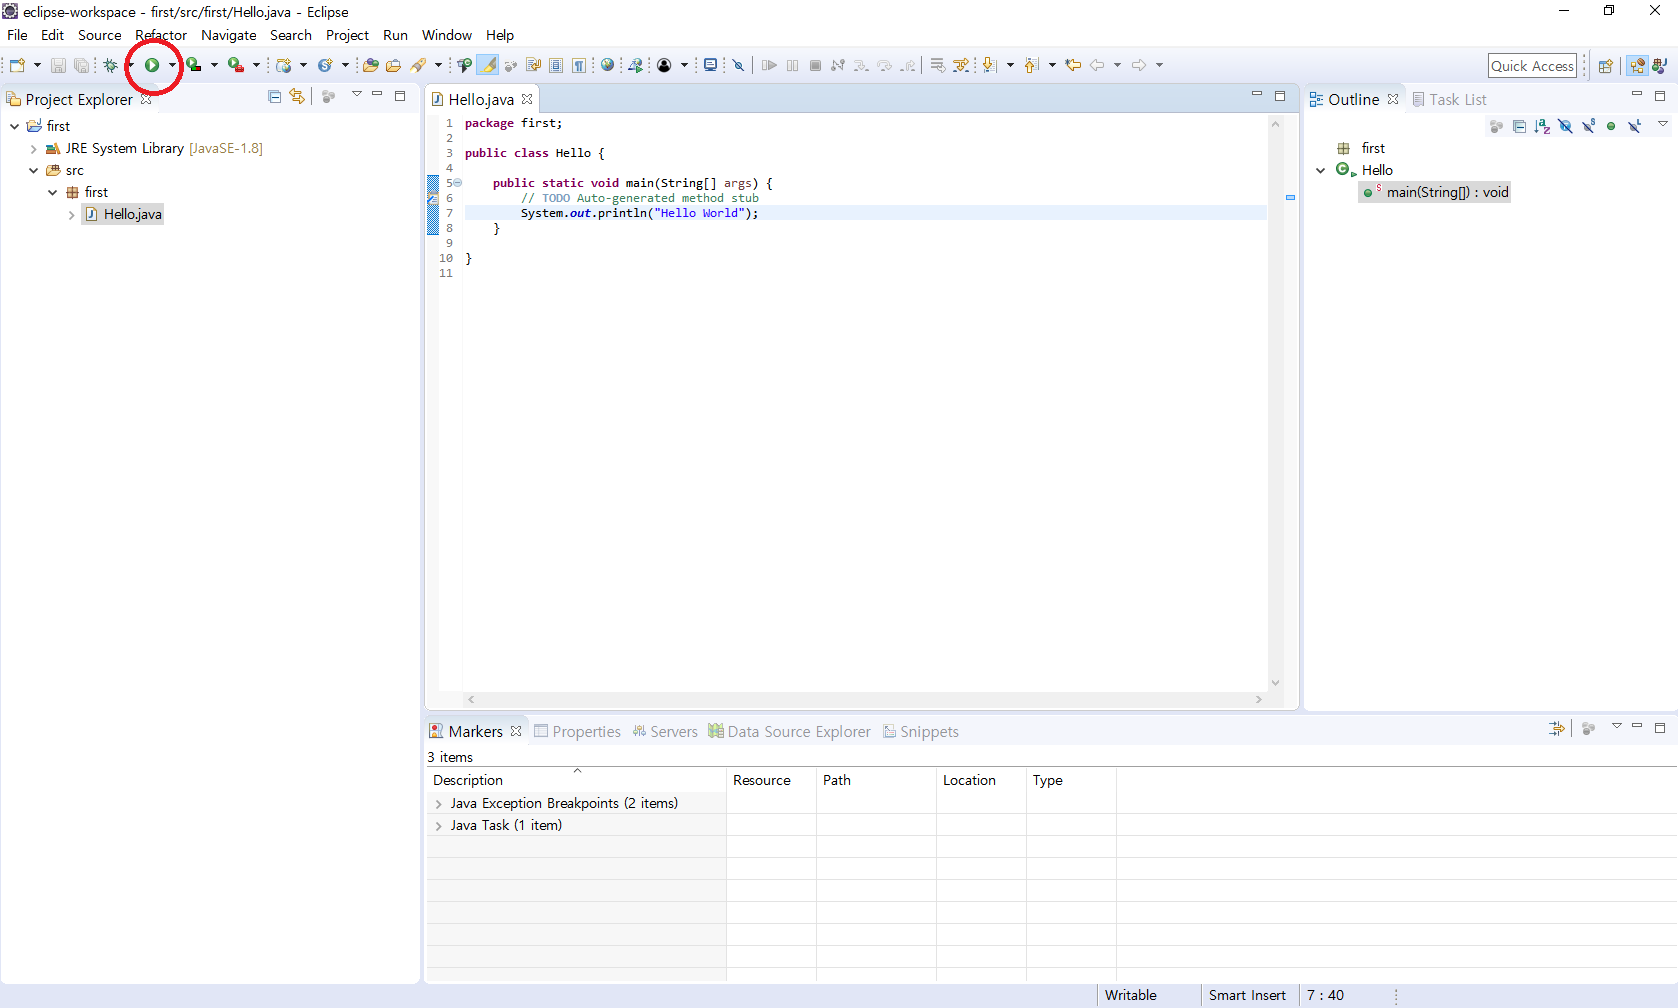 eclipse-workspace - first/src/first/Hello.java - Eclipse
File Edit Source Refactor Navigate Search Project Run Window Help
Quick Access
Project Explorer
first
JRE System Library [JavaSE-1.8]
src
first
Hello.java
Hello.java
1 package first;
2
3 public class Hello {
4
5 public static void main(String[] args) {
6 // TODO Auto-generated method stub
7 System.out.println("Hello World");
8 }
9
10 }
11
Outline Task List
first
Hello
main(String[]) : void
Markers Properties Servers Data Source Explorer Snippets
3 items
Description Resource Path Location Type
Java Exception Breakpoints (2 items)
Java Task (1 item)
Writable Smart Insert 7 : 40